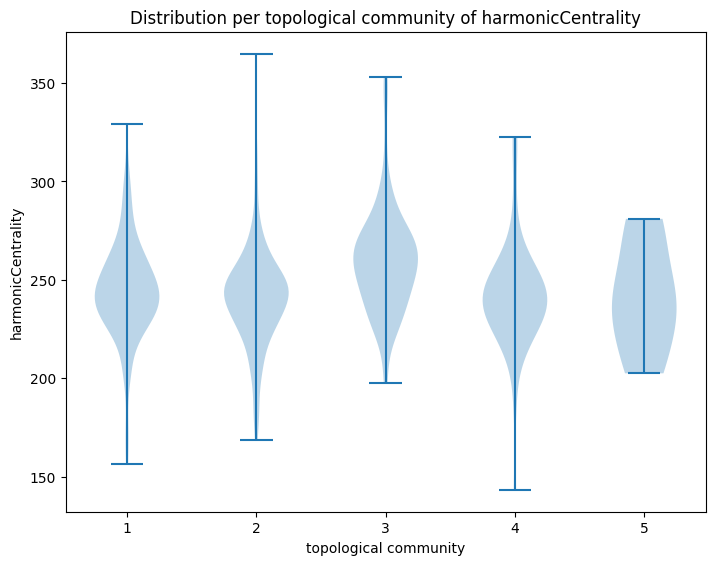 Distribution per topological community of harmonicCentrality
harmonicCentrality
350
300
250
200
150
1 2 3 4 5
topological community